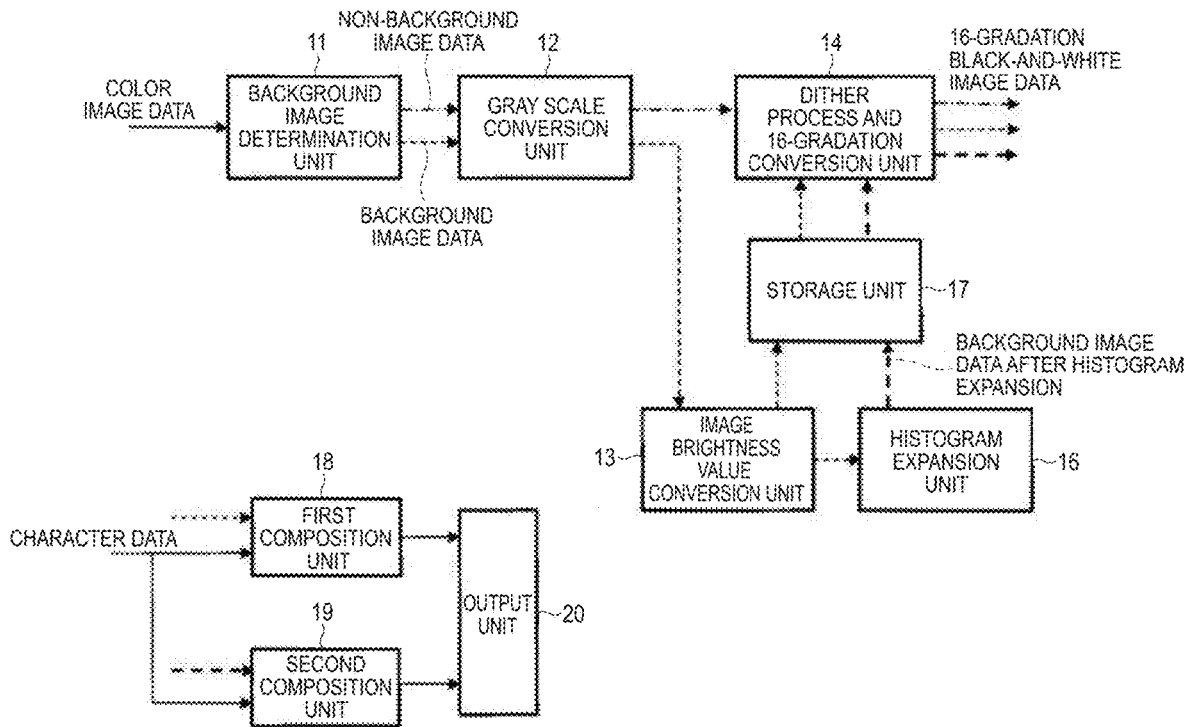 NON-BACKGROUND
IMAGE DATA
16-GRADATION
BLACK-AND-WHITE
IMAGE DATA
11
12
14
COLOR
IMAGE DATA
BACKGROUND
IMAGE
DETERMINATION
UNIT
GRAY SCALE
CONVERSION
UNIT
DITHER
PROCESS AND
16-GRADATION
CONVERSION UNIT
BACKGROUND
IMAGE DATA
STORAGE UNIT
17
BACKGROUND IMAGE
DATA AFTER HISTOGRAM
EXPANSION
13
IMAGE
BRIGHTNESS
VALUE
CONVERSION UNIT
HISTOGRAM
EXPANSION
UNIT
16
18
CHARACTER DATA
FIRST
COMPOSITION
UNIT
OUTPUT
UNIT
20
19
SECOND
COMPOSITION
UNIT